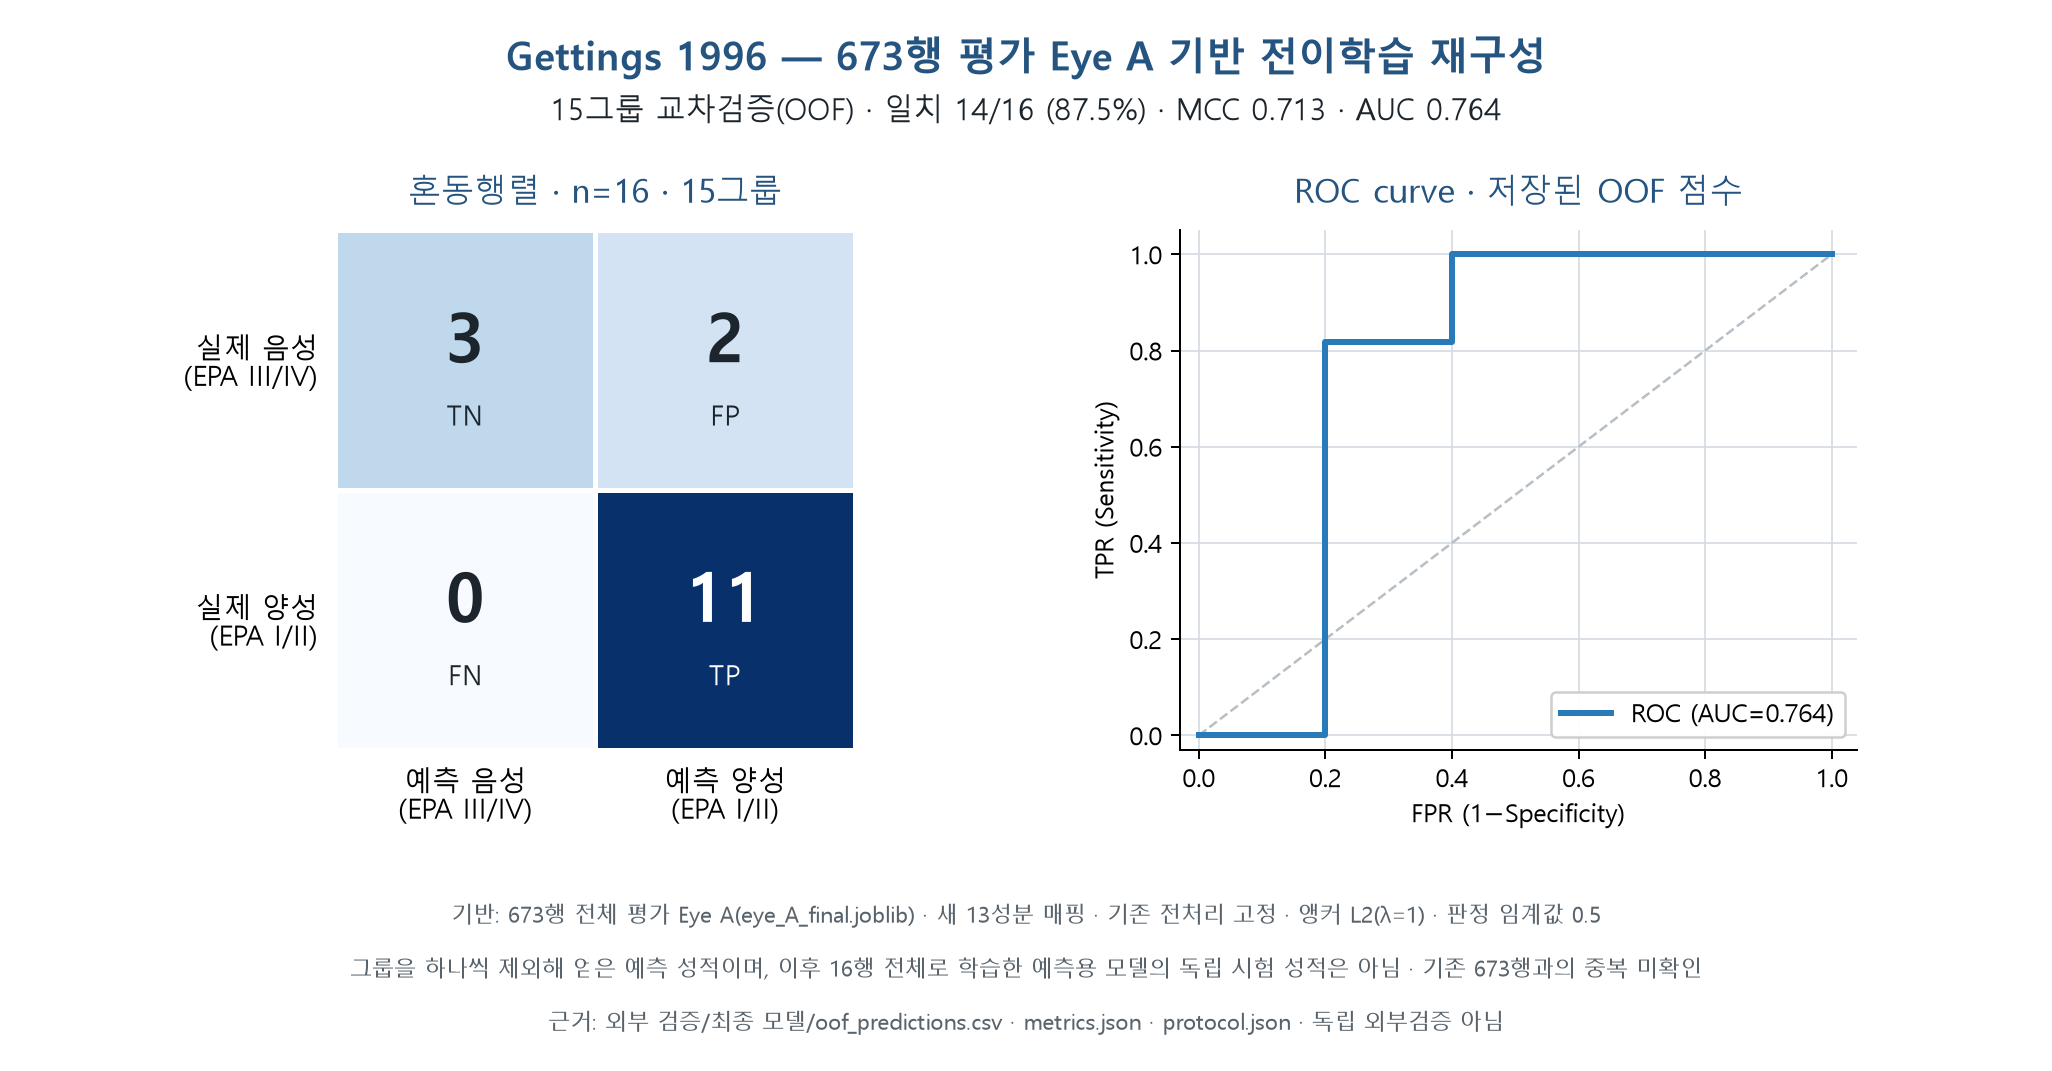 Gettings 1996 — 673행 평가 Eye A 기반 전이학습 재구성
15그룹 교차검증(OOF) · 일치 14/16 (87.5%) · MCC 0.713 · AUC 0.764
혼동행렬 · n=16 · 15그룹
실제 음성
(EPA III/IV)
3
TN
2
FP
실제 양성
(EPA I/II)
0
FN
11
TP
예측 음성
(EPA III/IV)
예측 양성
(EPA I/II)
ROC curve · 저장된 OOF 점수
TPR (Sensitivity)
1.0
0.8
0.6
0.4
0.2
0.0
ROC (AUC=0.764)
0.0 0.2 0.4 0.6 0.8 1.0
FPR (1−Specificity)
기반: 673행 전체 평가 Eye A(eye_A_final.joblib) · 새 13성분 매핑 · 기존 전처리 고정 · 앵커 L2(λ=1) · 판정 임계값 0.5
그룹을 하나씩 제외해 얻은 예측 성적이며, 이후 16행 전체로 학습한 예측용 모델의 독립 시험 성적은 아님 · 기존 673행과의 중복 미확인
근거: 외부 검증/최종 모델/oof_predictions.csv · metrics.json · protocol.json · 독립 외부검증 아님